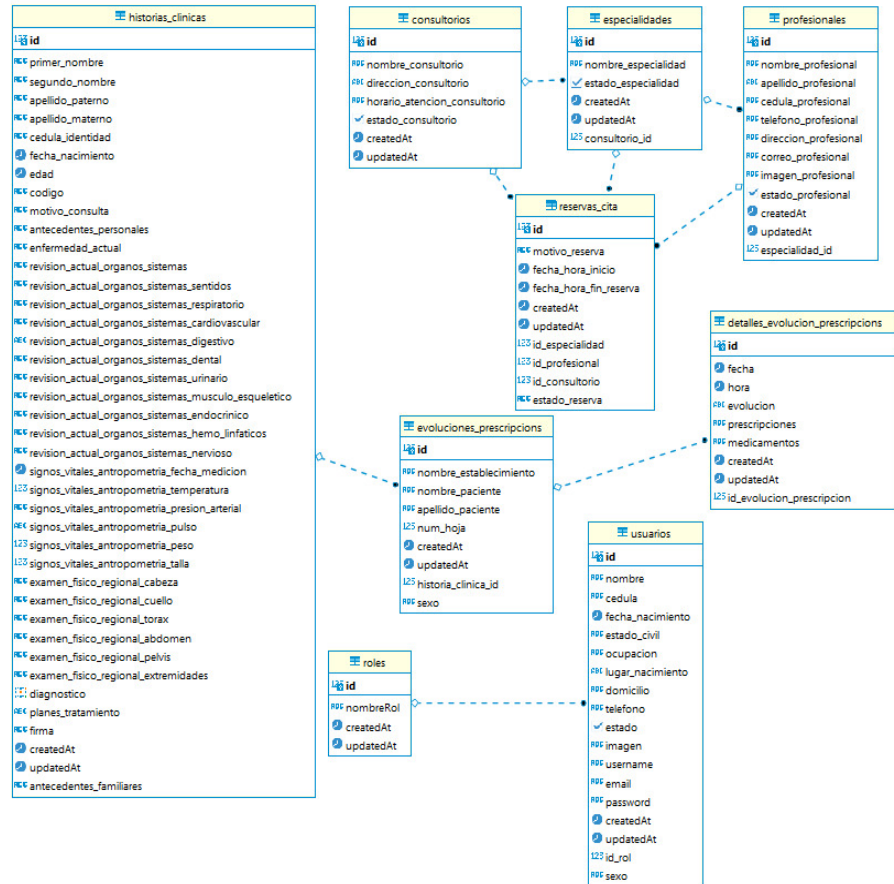 historias_clinicas
id
primer_nombre
segundo_nombre
apellido_paterno
apellido_materno
cedula_identidad
fecha_nacimiento
edad
codigo
motivo_consulta
antecedentes_personales
enfermedad_actual
revision_actual_organos_sistemas
revision_actual_organos_sistemas_sentidos
revision_actual_organos_sistemas_respiratorio
revision_actual_organos_sistemas_cardiovascular
revision_actual_organos_sistemas_digestivo
revision_actual_organos_sistemas_dental
revision_actual_organos_sistemas_urinario
revision_actual_organos_sistemas_musculo_esqueletico
revision_actual_organos_sistemas_endocrinico
revision_actual_organos_sistemas_hemo_linfaticos
revision_actual_organos_sistemas_nervioso
signos_vitales_antropometria_fecha_medicion
signos_vitales_antropometria_temperatura
signos_vitales_antropometria_presion_arterial
signos_vitales_antropometria_pulso
signos_vitales_antropometria_peso
signos_vitales_antropometria_talla
examen_fisico_regional_cabeza
examen_fisico_regional_cuello
examen_fisico_regional_torax
examen_fisico_regional_abdomen
examen_fisico_regional_pelvis
examen_fisico_regional_extremidades
diagnostico
planes_tratamiento
firma
createdAt
updatedAt
antecedentes_familiares
consultorios
id
nombre_consultorio
direccion_consultorio
horario_atencion_consultorio
estado_consultorio
createdAt
updatedAt
especialidades
id
nombre_especialidad
estado_especialidad
createdAt
updatedAt
consultorio_id
profesionales
id
nombre_profesional
apellido_profesional
cedula_profesional
telefono_profesional
direccion_profesional
correo_profesional
imagen_profesional
estado_profesional
createdAt
updatedAt
especialidad_id
reservas_cita
id
motivo_reserva
fecha_hora_inicio
fecha_hora_fin_reserva
createdAt
updatedAt
id_especialidad
id_profesional
id_consultorio
estado_reserva
detalles_evolucion_prescripcions
id
fecha
hora
evolucion
prescripciones
medicamentos
createdAt
updatedAt
id_evolucion_prescripcion
evoluciones_prescripcions
id
nombre_establecimiento
nombre_paciente
apellido_paciente
num_hoja
createdAt
updatedAt
historia_clinica_id
sexo
roles
id
nombreRol
createdAt
updatedAt
usuarios
id
nombre
cedula
fecha_nacimiento
estado_civil
ocupacion
lugar_nacimiento
domicilio
telefono
estado
imagen
username
email
password
createdAt
updatedAt
id_rol
sexo